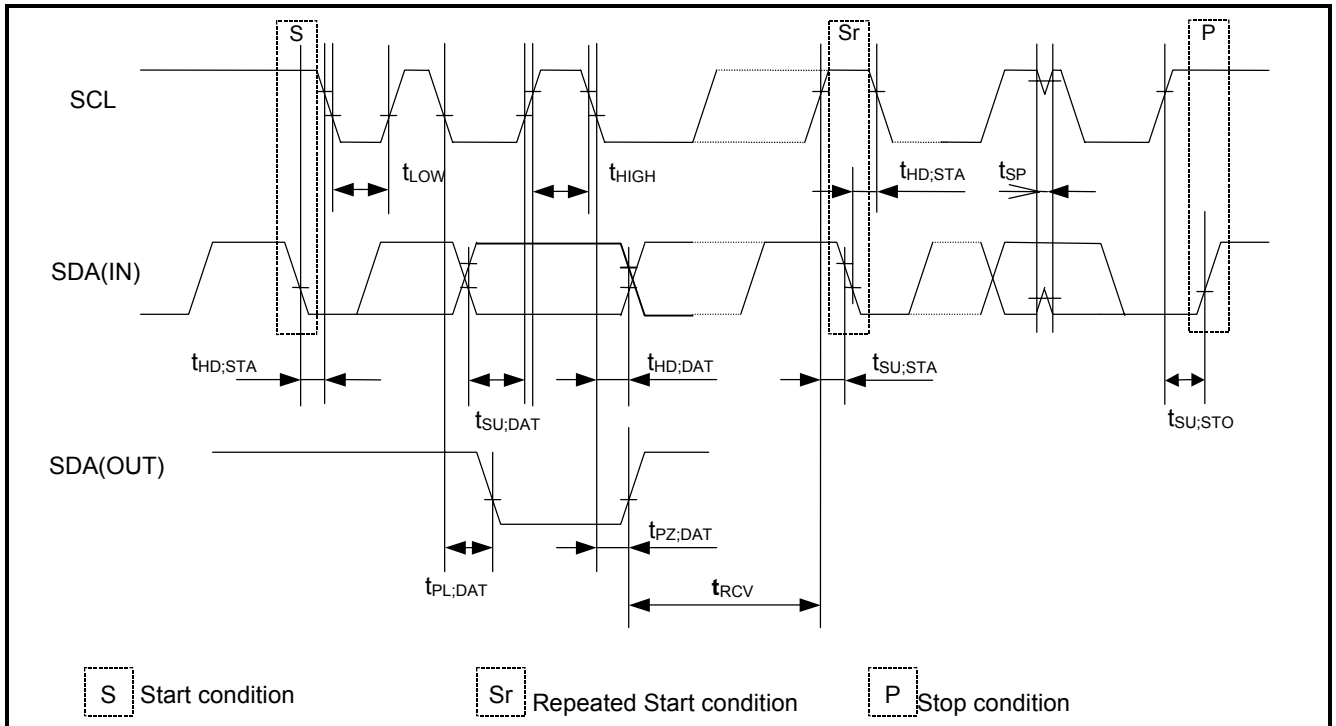 S Sr P
SCL
tLOW tHIGH tHD;STA tSP
SDA(IN)
tHD;STA tSU;DAT tHD;DAT tSU;STA tSU;STO
SDA(OUT)
tPL;DAT tPZ;DAT tRCV
S Start condition Sr Repeated Start condition P Stop condition